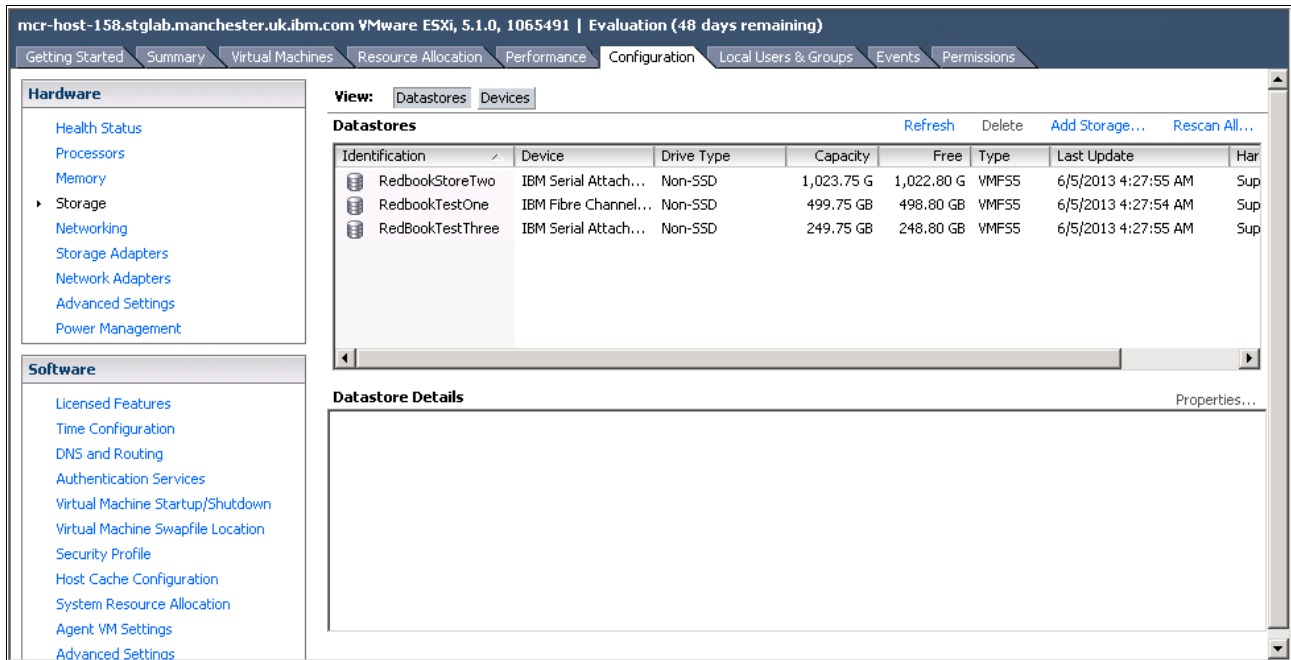 mcr-host-158.stglab.manchester.uk.ibm.com VMware ESXi, 5.1.0, 1065491 | Evaluation (48 days remaining)
Getting Started Summary Virtual Machines Resource Allocation Performance Configuration Local Users & Groups Events Permissions
Hardware
Health Status
Processors
Memory
Storage
Networking
Storage Adapters
Network Adapters
Advanced Settings
Power Management
Software
Licensed Features
Time Configuration
DNS and Routing
Authentication Services
Virtual Machine Startup/Shutdown
Virtual Machine Swapfile Location
Security Profile
Host Cache Configuration
System Resource Allocation
Agent VM Settings
Advanced Settings
View: Datastores Devices
Datastores Refresh Delete Add Storage... Rescan All...
Identification Device Drive Type Capacity Free Type Last Update Har
RedbookStoreTwo IBM Serial Attach... Non-SSD 1,023.75 G 1,022.80 G VMFS5 6/5/2013 4:27:55 AM Sup
RedbookTestOne IBM Fibre Channel... Non-SSD 499.75 GB 498.80 GB VMFS5 6/5/2013 4:27:54 AM Sup
RedBookTestThree IBM Serial Attach... Non-SSD 249.75 GB 248.80 GB VMFS5 6/5/2013 4:27:55 AM Sup
Datastore Details Properties...